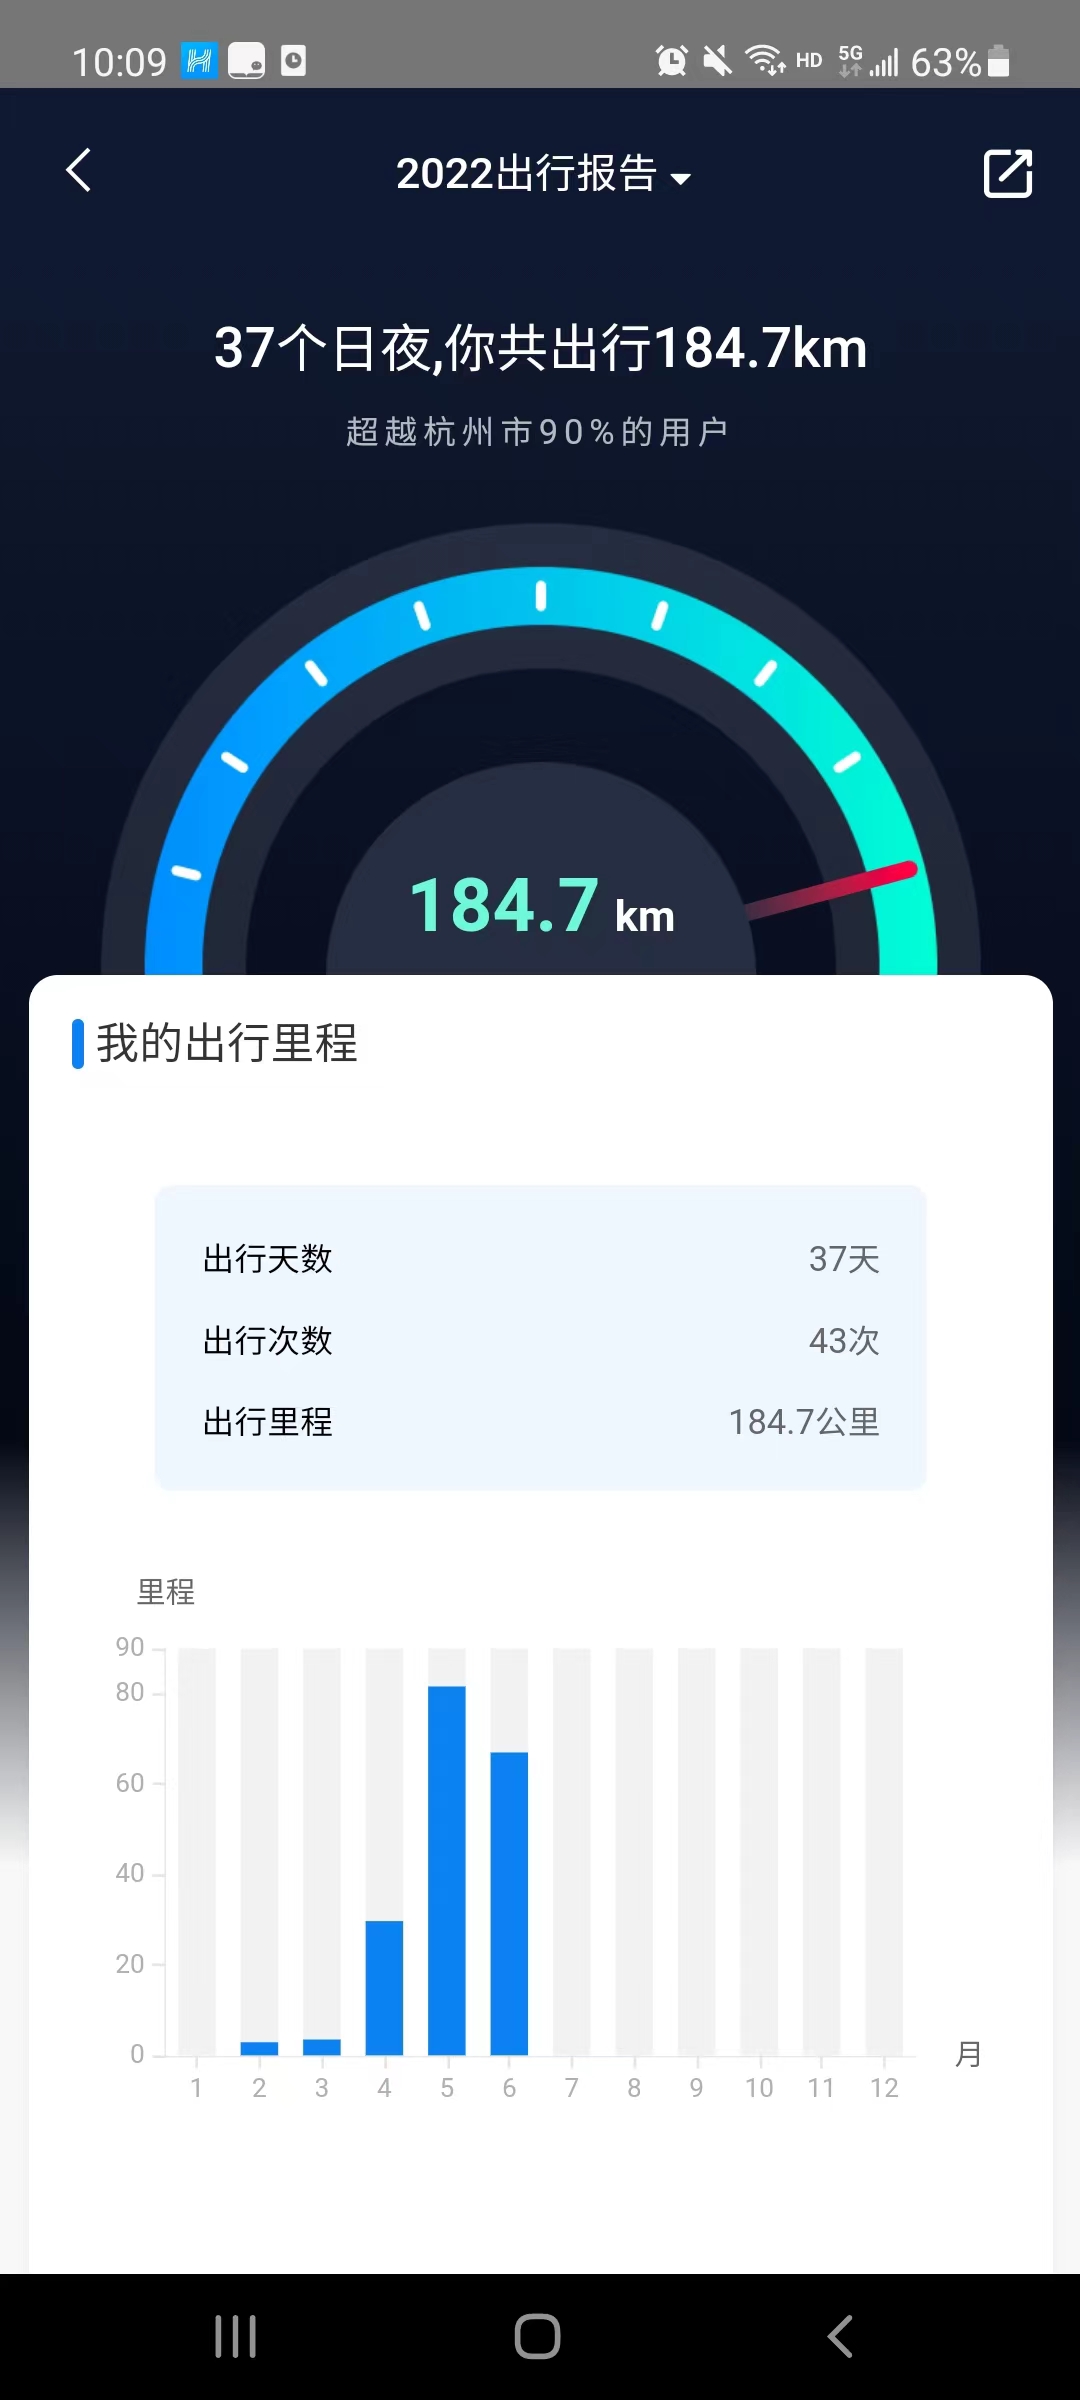 10:09 HD 5G 63%
2022出行报告
37个日夜,你共出行184.7km
超越杭州市90%的用户
184.7 km
我的出行里程
出行天数 37天
出行次数 43次
出行里程 184.7公里
里程
90
80
60
40
20
0
1 2 3 4 5 6 7 8 9 10 11 12 月